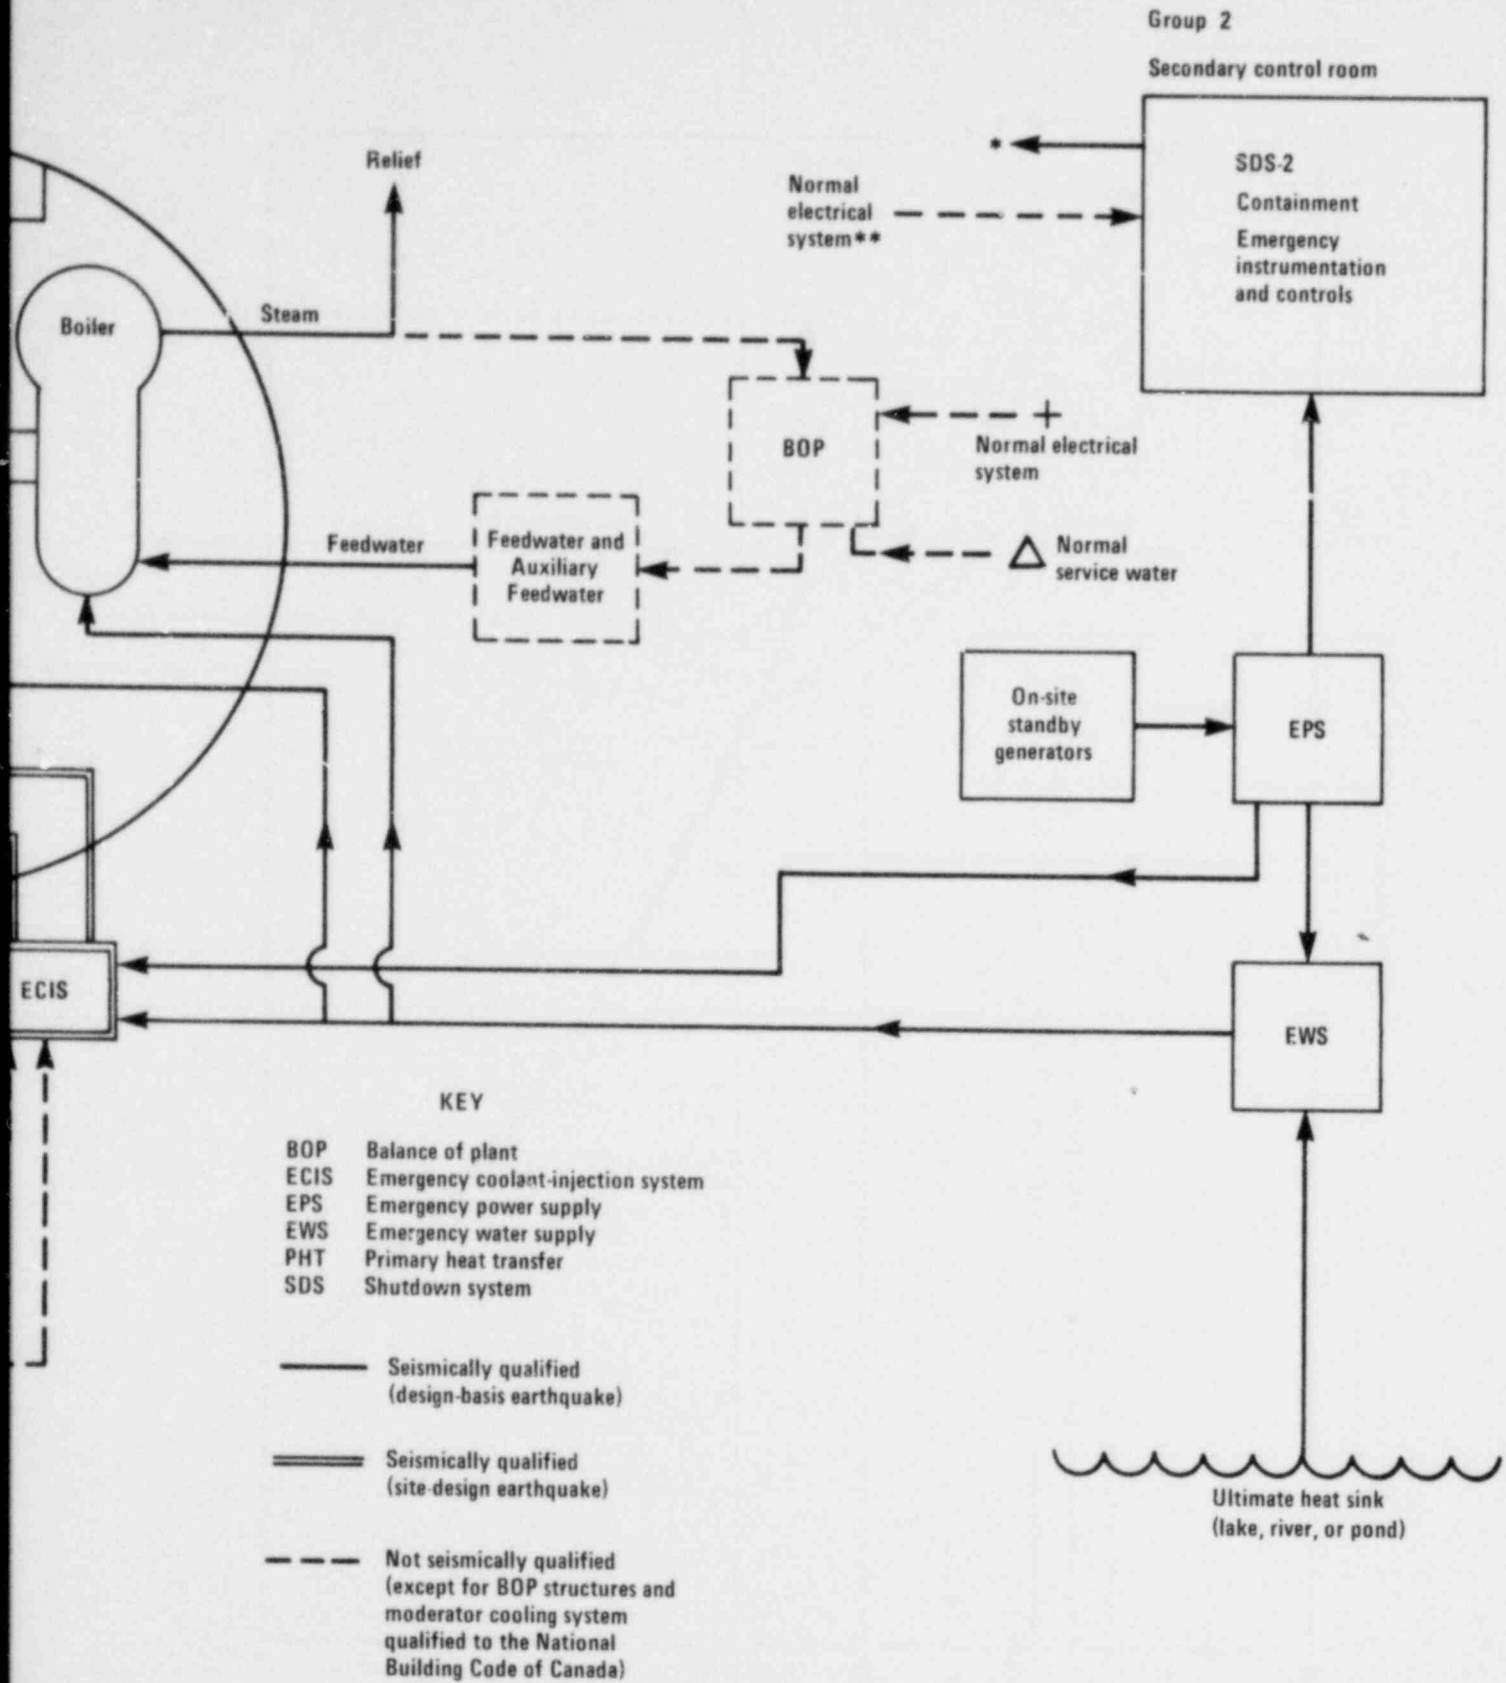 Group 2
Secondary control room
SDS-2
Containment
Emergency
instrumentation
and controls
*
Normal
electrical
system**
Relief
Steam
Boiler
BOP
Normal electrical
system
Feedwater
Feedwater and
Auxiliary
Feedwater
Normal
service water
On-site
standby
generators
EPS
ECIS
EWS
KEY
BOP Balance of plant
ECIS Emergency coolant-injection system
EPS Emergency power supply
EWS Emergency water supply
PHT Primary heat transfer
SDS Shutdown system
Seismically qualified
(design-basis earthquake)
Seismically qualified
(site-design earthquake)
Not seismically qualified
(except for BOP structures and
moderator cooling system
qualified to the National
Building Code of Canada)
Ultimate heat sink
(lake, river, or pond)